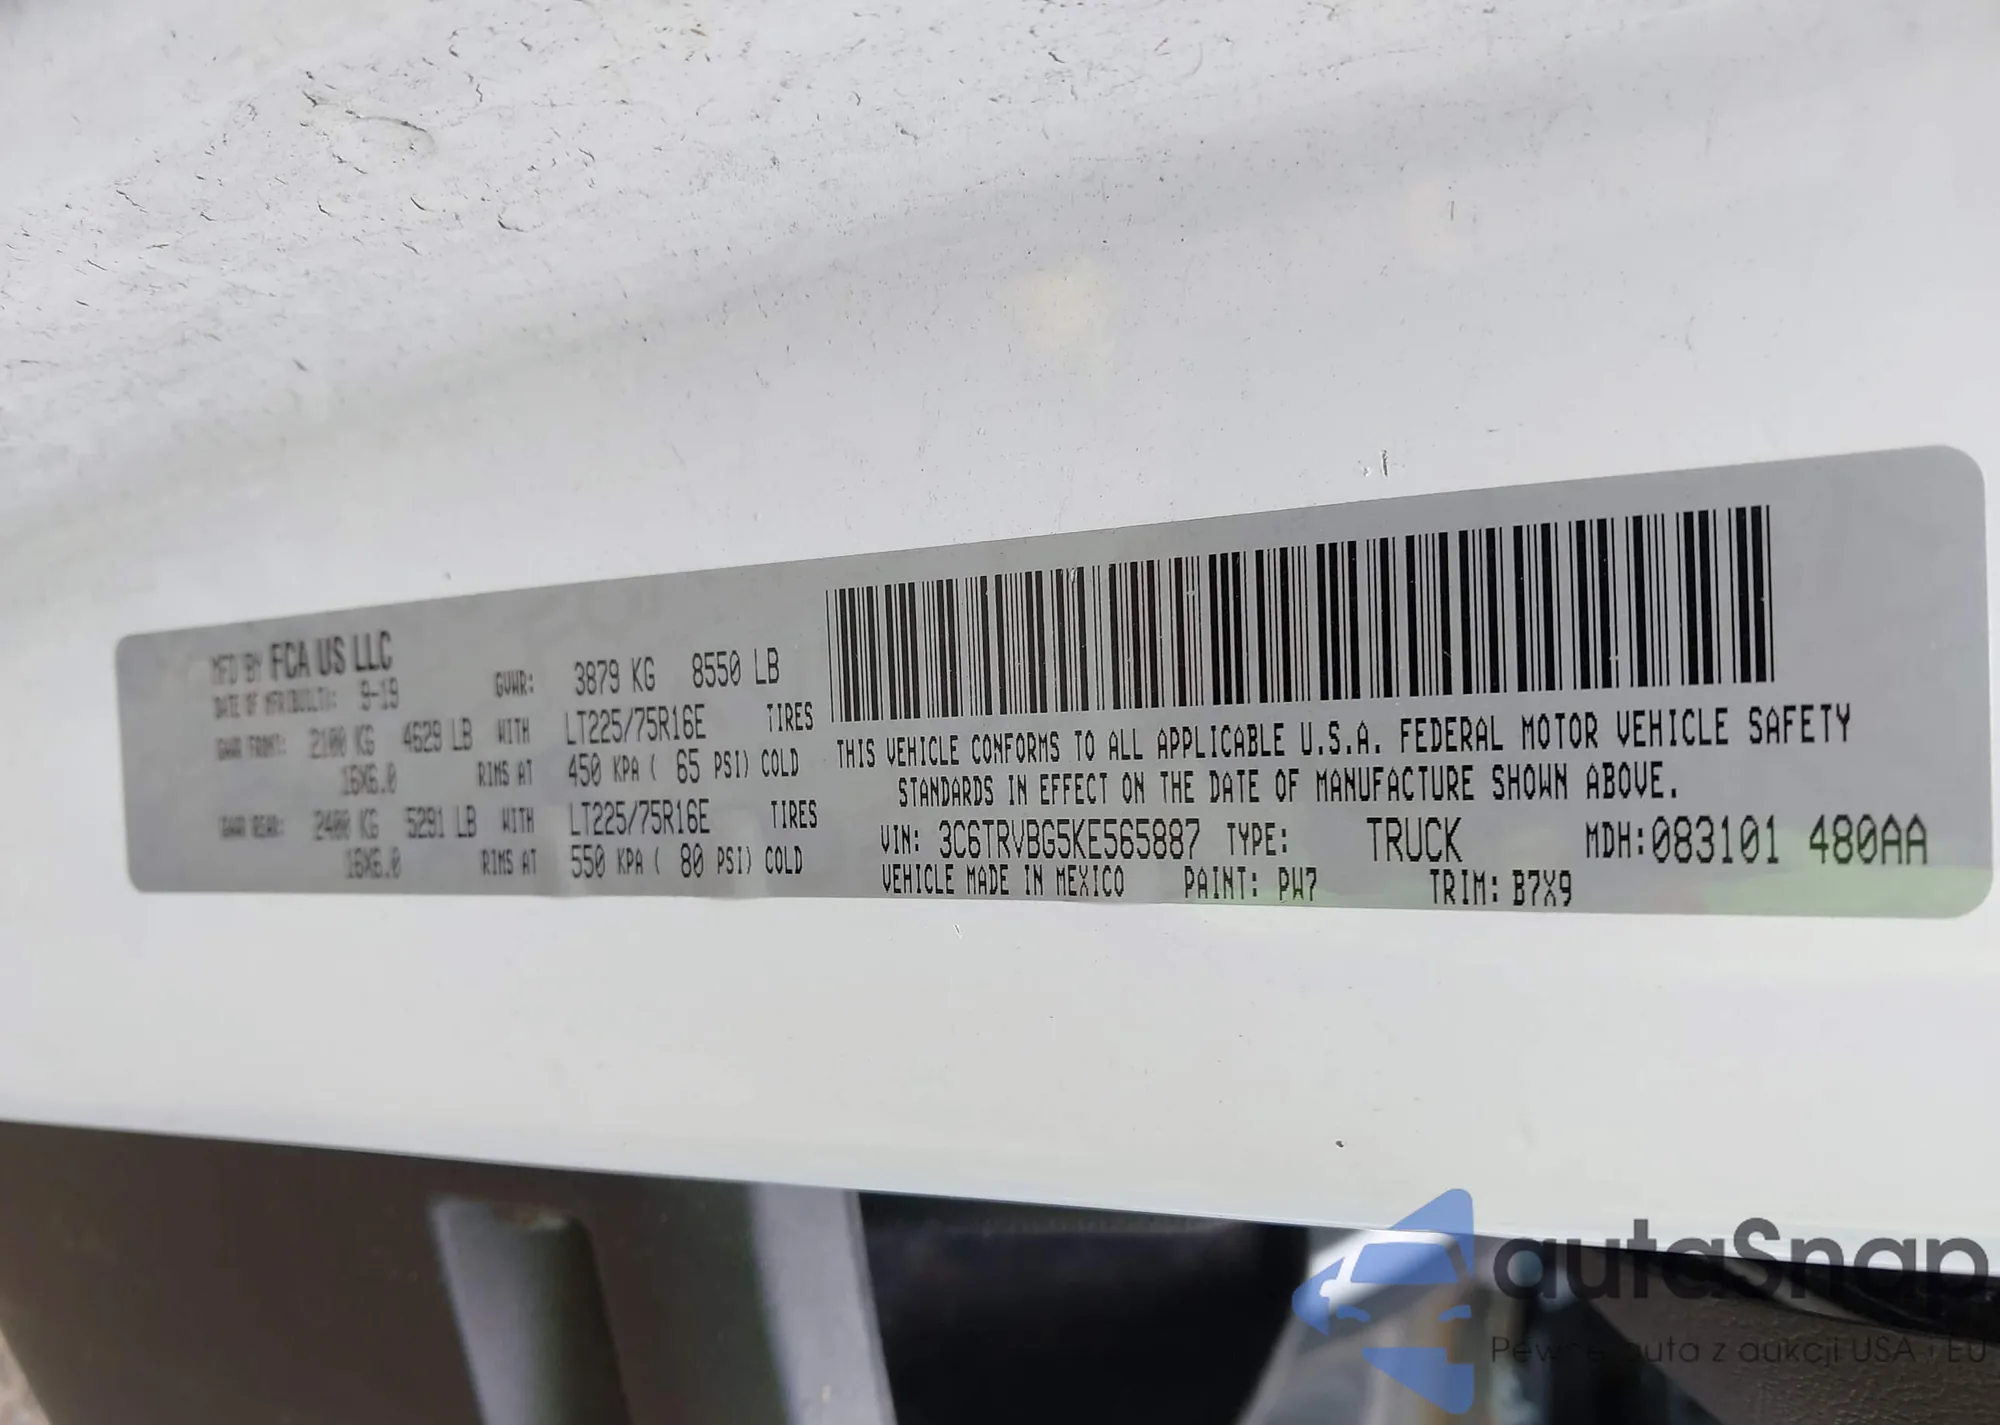 MFD BY FCA US LLC
DATE OF MFR(BUILT): 9-19 GVWR: 3879 KG 8550 LB
GAWR FRONT: 2100 KG 4629 LB WITH LT225/75R16E TIRES
16X6.0 RIMS AT 450 KPA ( 65 PSI) COLD
GAWR REAR: 2400 KG 5291 LB WITH LT225/75R16E TIRES
16X6.0 RIMS AT 550 KPA ( 80 PSI) COLD
THIS VEHICLE CONFORMS TO ALL APPLICABLE U.S.A. FEDERAL MOTOR VEHICLE SAFETY
STANDARDS IN EFFECT ON THE DATE OF MANUFACTURE SHOWN ABOVE.
VIN: 3C6TRVBG5KE565887 TYPE: TRUCK MDH:083101 480AA
VEHICLE MADE IN MEXICO PAINT: PW7 TRIM: B7X9
autaSnap
Pewne auta z aukcji USA i EU